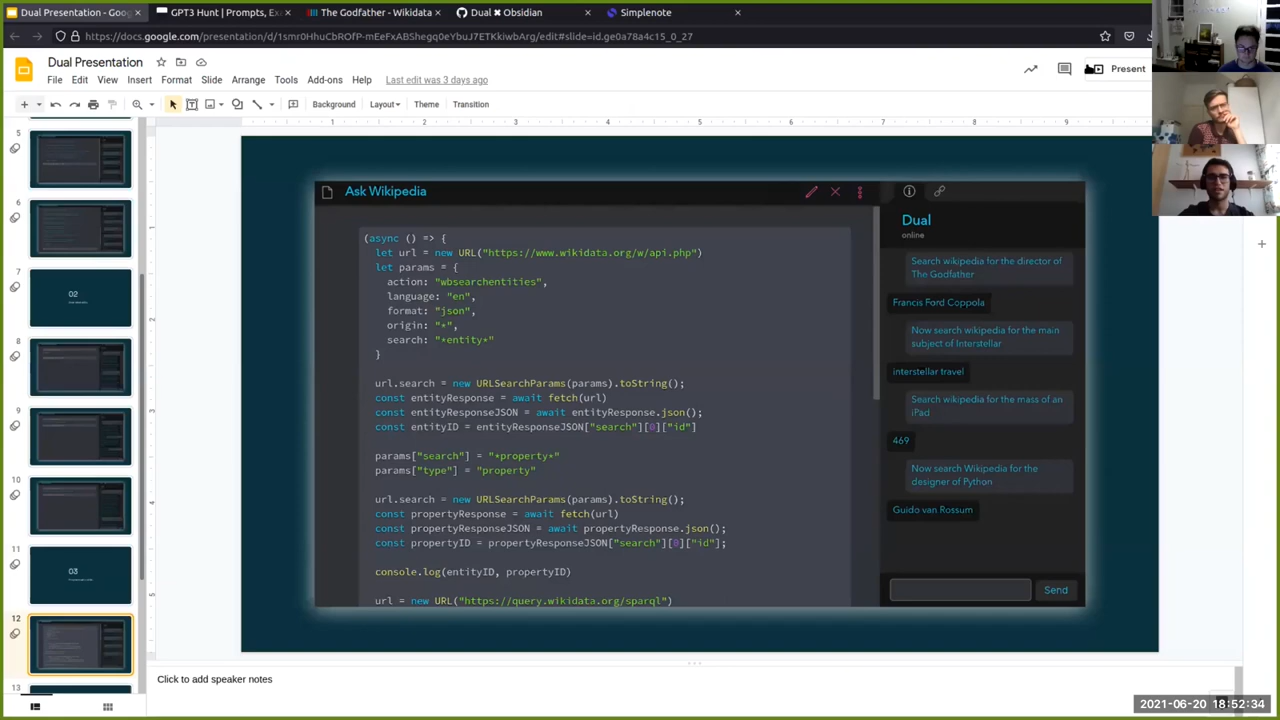 Dual Presentation - Goo
GPT3 Hunt | Prompts, Ex
The Godfather - Wikidata
Dual ✖ Obsidian
Simplenote
https://docs.google.com/presentation/d/1smr0HhuCbROfP-mEeFxABShegq0eYbuJ7ETKkiwbArg/edit#slide=id.ge0a78a4c15_0_27
Dual Presentation
File Edit View Insert Format Slide Arrange Tools Add-ons Help Last edit was 3 days ago
Present
Background Layout Theme Transition
1 2 3 4 5 6 7 8 9
5
6
7
02
8
9
10
11
03
12
13
Ask Wikipedia
(async () => {
let url = new URL("https://www.wikidata.org/w/api.php")
let params = {
action: "wbsearchentities",
language: "en",
format: "json",
origin: "*",
search: "*entity*"
}
url.search = new URLSearchParams(params).toString();
const entityResponse = await fetch(url)
const entityResponseJSON = await entityResponse.json();
const entityID = entityResponseJSON["search"][0]["id"]
params["search"] = "*property*"
params["type"] = "property"
url.search = new URLSearchParams(params).toString();
const propertyResponse = await fetch(url)
const propertyResponseJSON = await propertyResponse.json();
const propertyID = propertyResponseJSON["search"][0]["id"];
console.log(entityID, propertyID)
url = new URL("https://query.wikidata.org/sparql")
Dual
online
Search wikipedia for the director of
The Godfather
Francis Ford Coppola
Now search wikipedia for the main
subject of Interstellar
interstellar travel
Search wikipedia for the mass of an
iPad
469
Now search Wikipedia for the
designer of Python
Guido van Rossum
Send
Click to add speaker notes
2021-06-20 18:52:34